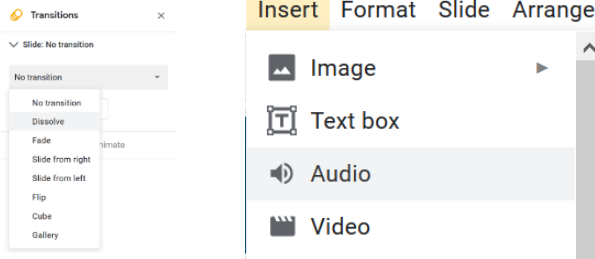 Transitions
Slide: No transition
No transition
No transition
Dissolve
Fade
Slide from right
Slide from left
Flip
Cube
Gallery
nimate
Insert Format Slide Arrange
Image
Text box
Audio
Video